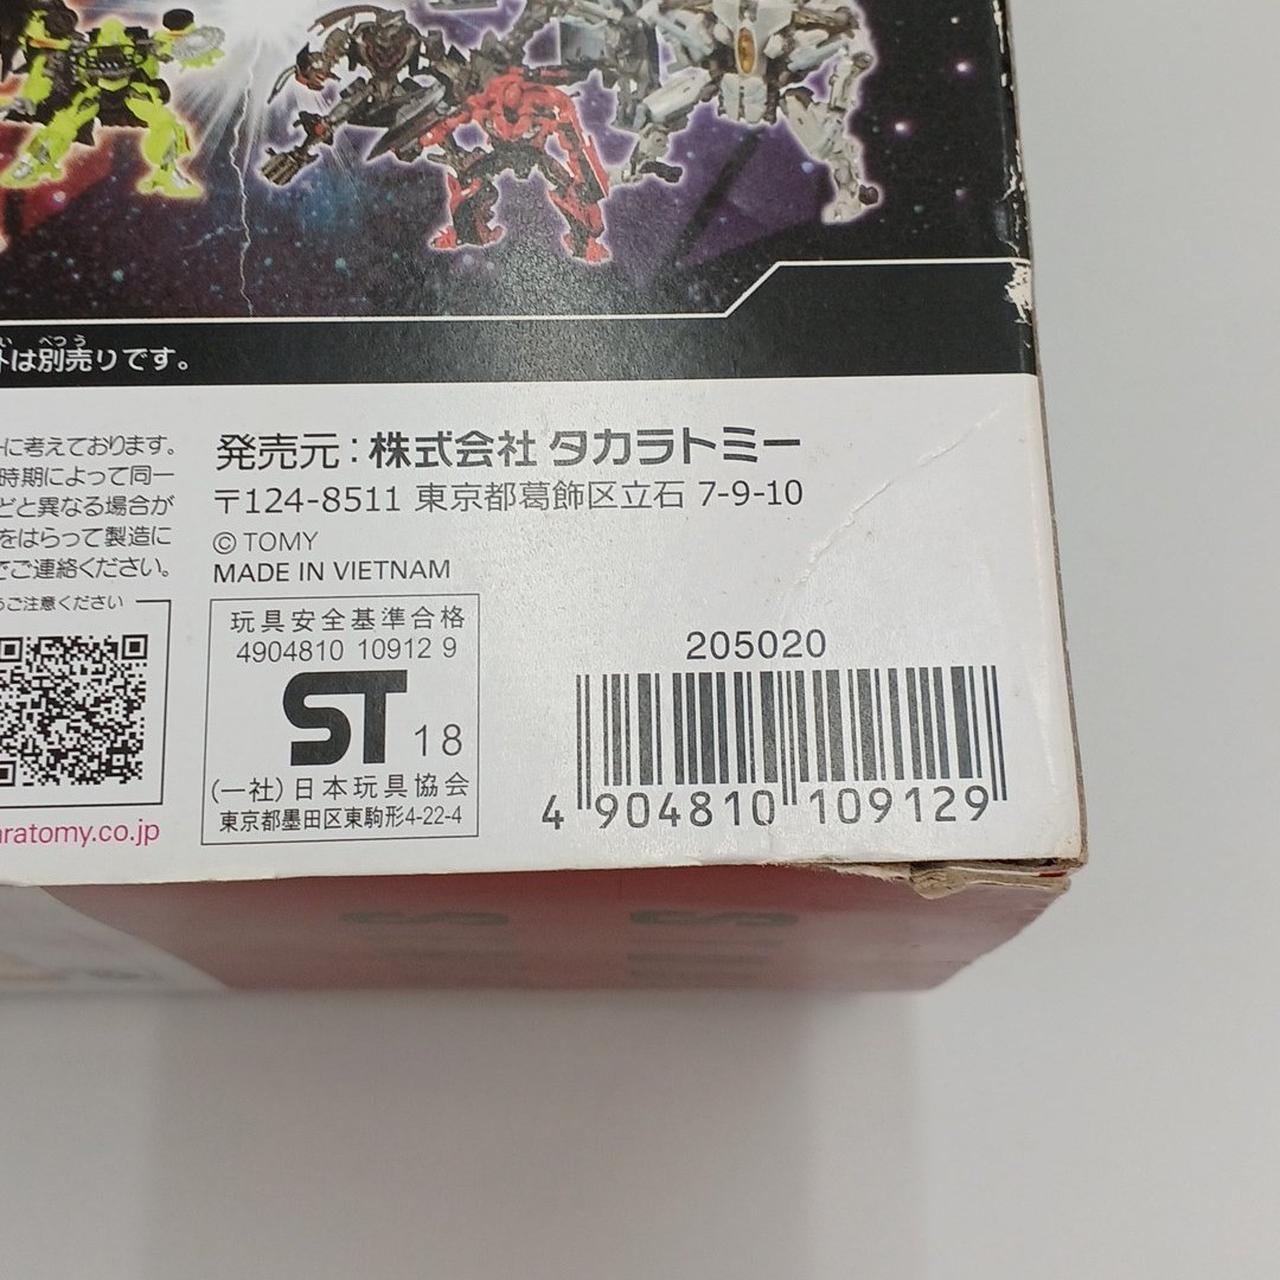 は別売りです。
べつう
に考えております。
時期によって同一
どと異なる場合が
をはらって製造に
でご連絡ください。
ご注意ください
ratomy.co.jp
発売元：株式会社 タカラトミー
〒124-8511 東京都葛飾区立石 7-9-10
© TOMY
MADE IN VIETNAM
玩具安全基準合格
4904810 10912 9
ST 18
(一社)日本玩具協会
東京都墨田区東駒形4-22-4
205020
4 904810 109129